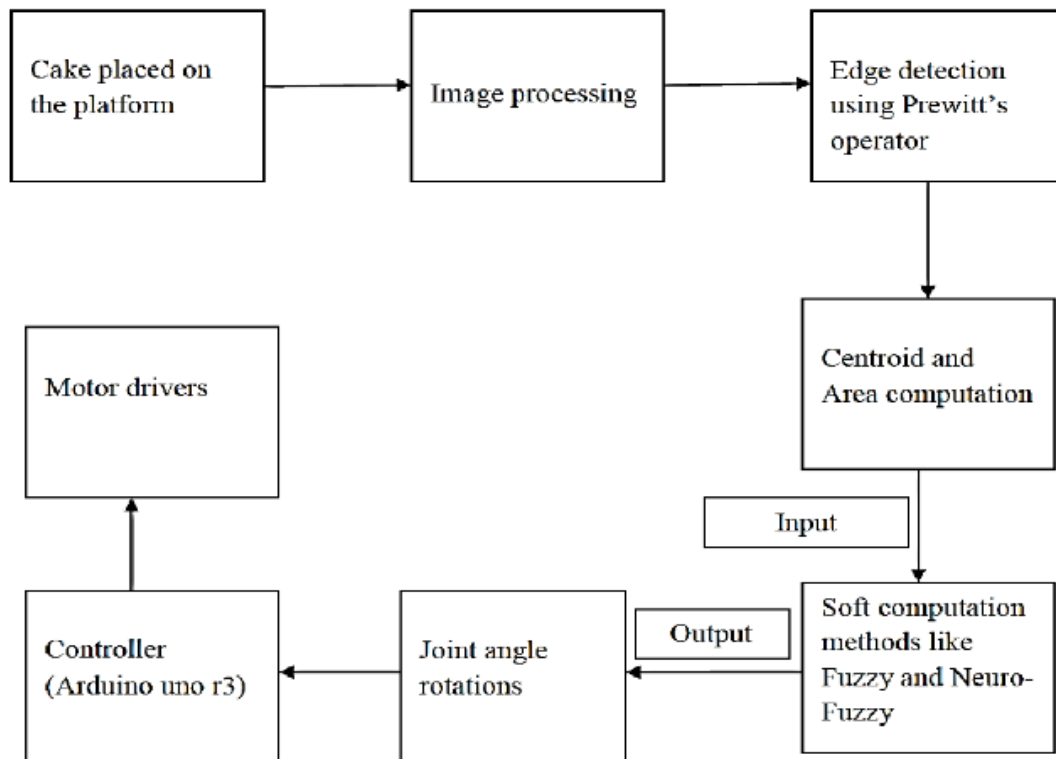 Cake placed on
the platform
Image processing
Edge detection
using Prewitt's
operator
Centroid and
Area computation
Input
Soft computation
methods like
Fuzzy and Neuro-
Fuzzy
Output
Joint angle
rotations
Controller
(Arduino uno r3)
Motor drivers